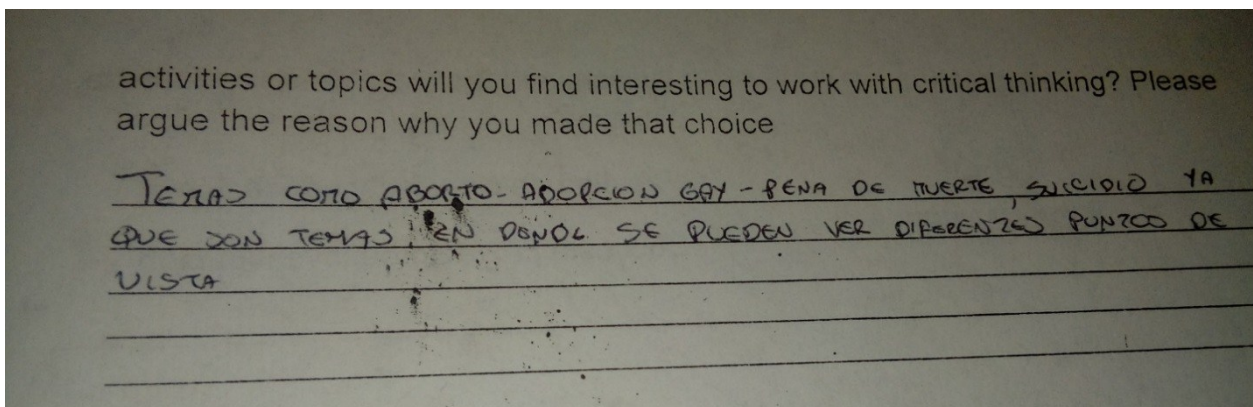 activities or topics will you find interesting to work with critical thinking? Please
argue the reason why you made that choice
TEMAS COMO ABORTO - ADOPCION GAY - PENA DE MUERTE, SUICIDIO YA
QUE SON TEMAS, EN DONDE SE PUEDEN VER DIFERENTES PUNTOS DE
VISTA